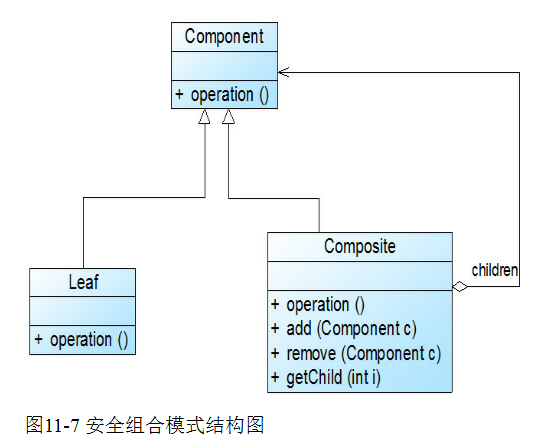 Component
+ operation ()
Leaf
+ operation ()
Composite
+ operation ()
+ add (Component c)
+ remove (Component c)
+ getChild (int i)
children
图11-7 安全组合模式结构图